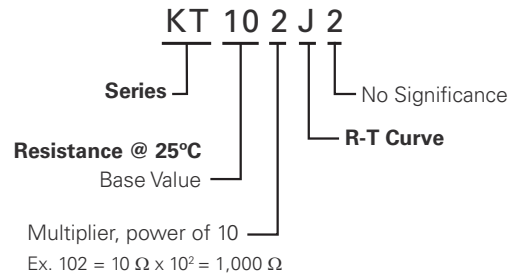 KT 10 2 J 2
Series
No Significance
R-T Curve
Resistance @ 25ºC
Base Value
Multiplier, power of 10
Ex. 102 = 10 Ω x 10² = 1,000 Ω